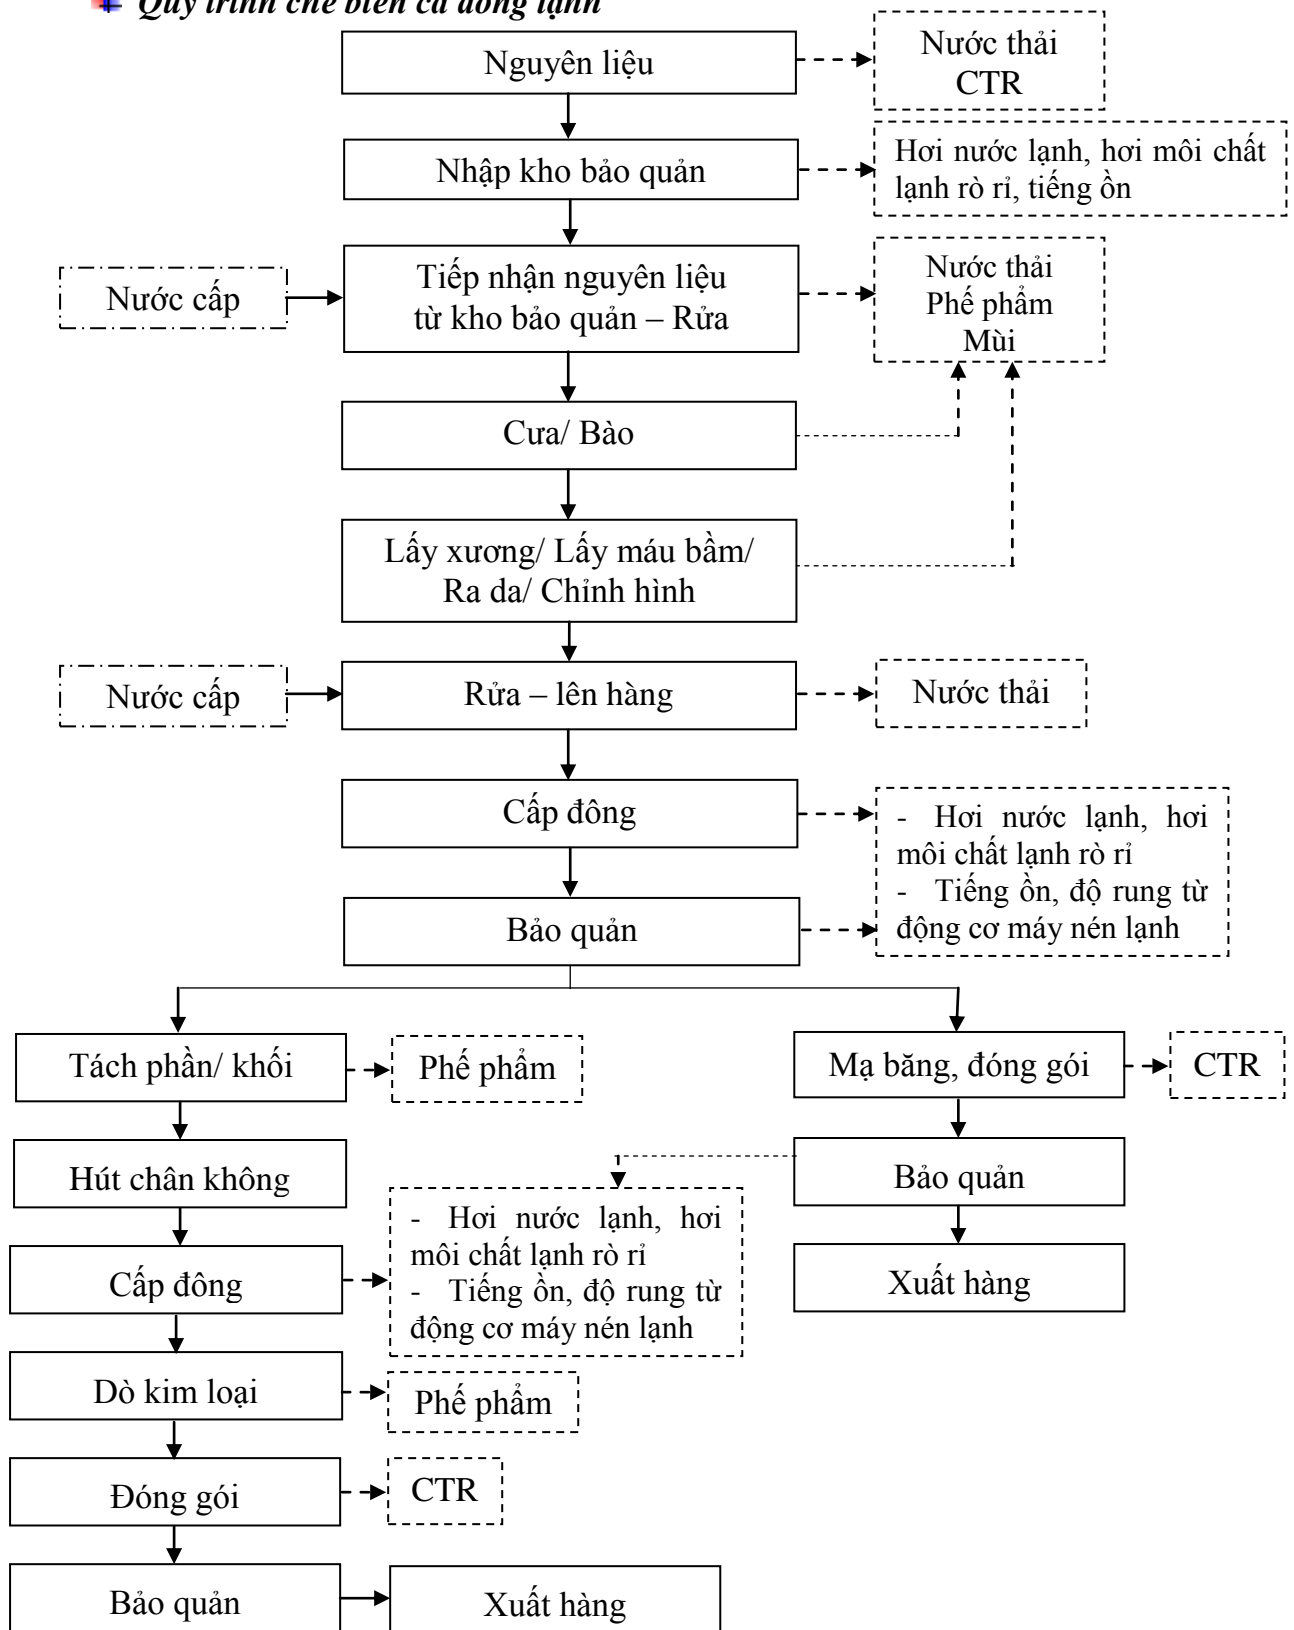 Quy trình chế biến cá đông lạnh
Nguyên liệu
Nước thải
CTR
Nhập kho bảo quản
Hơi nước lạnh, hơi môi chất
lạnh rò rỉ, tiếng ồn
Nước cấp
Tiếp nhận nguyên liệu
từ kho bảo quản – Rửa
Nước thải
Phế phẩm
Mùi
Cưa/ Bào
Lấy xương/ Lấy máu bầm/
Ra da/ Chỉnh hình
Nước cấp
Rửa – lên hàng
Nước thải
Cấp đông
- Hơi nước lạnh, hơi
môi chất lạnh rò rỉ
- Tiếng ồn, độ rung từ
động cơ máy nén lạnh
Bảo quản
Tách phần/ khối
Phế phẩm
Mạ băng, đóng gói
CTR
Hút chân không
Bảo quản
- Hơi nước lạnh, hơi
môi chất lạnh rò rỉ
- Tiếng ồn, độ rung từ
động cơ máy nén lạnh
Cấp đông
Xuất hàng
Dò kim loại
Phế phẩm
Đóng gói
CTR
Bảo quản
Xuất hàng